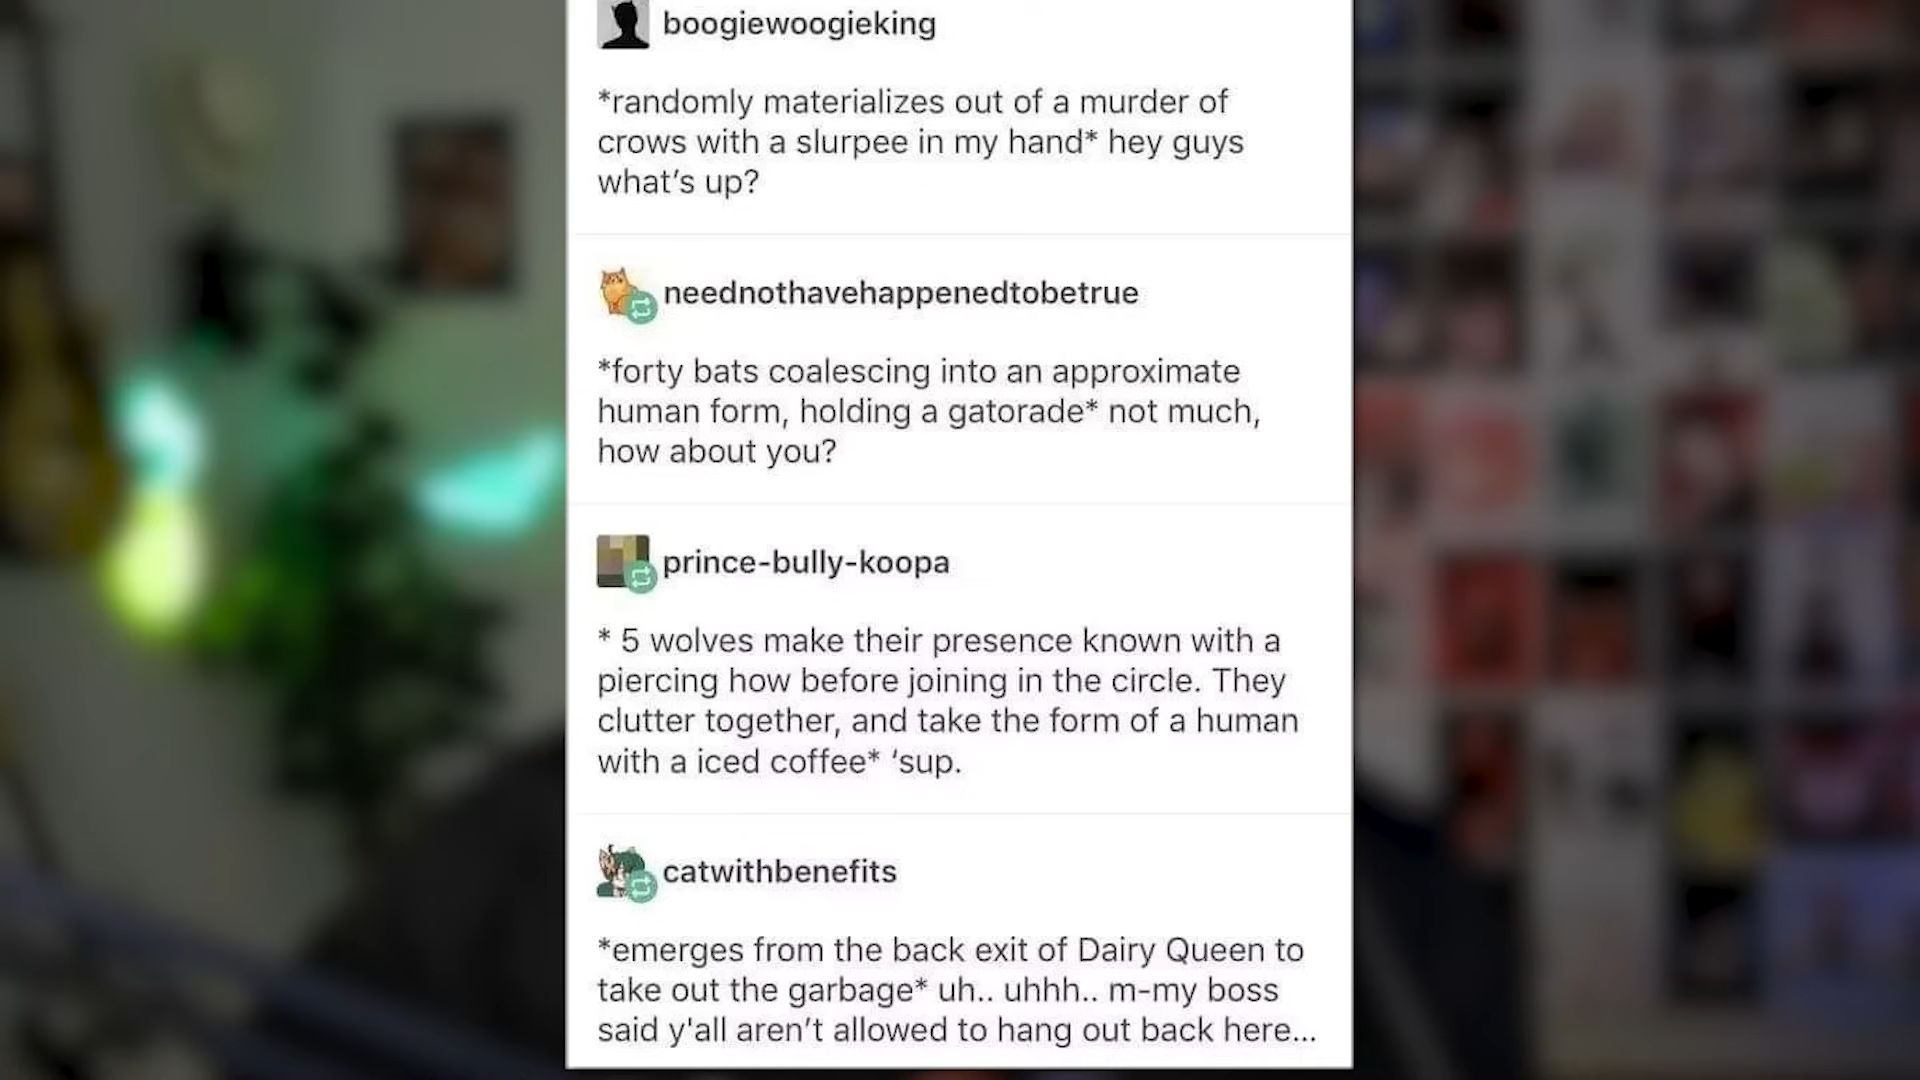 boogiewoogieking
*randomly materializes out of a murder of
crows with a slurpee in my hand* hey guys
what’s up?
neednothavehappenedtobetrue
*forty bats coalescing into an approximate
human form, holding a gatorade* not much,
how about you?
prince-bully-koopa
* 5 wolves make their presence known with a
piercing how before joining in the circle. They
clutter together, and take the form of a human
with a iced coffee* ‘sup.
catwithbenefits
*emerges from the back exit of Dairy Queen to
take out the garbage* uh.. uhhh.. m-my boss
said y'all aren’t allowed to hang out back here...